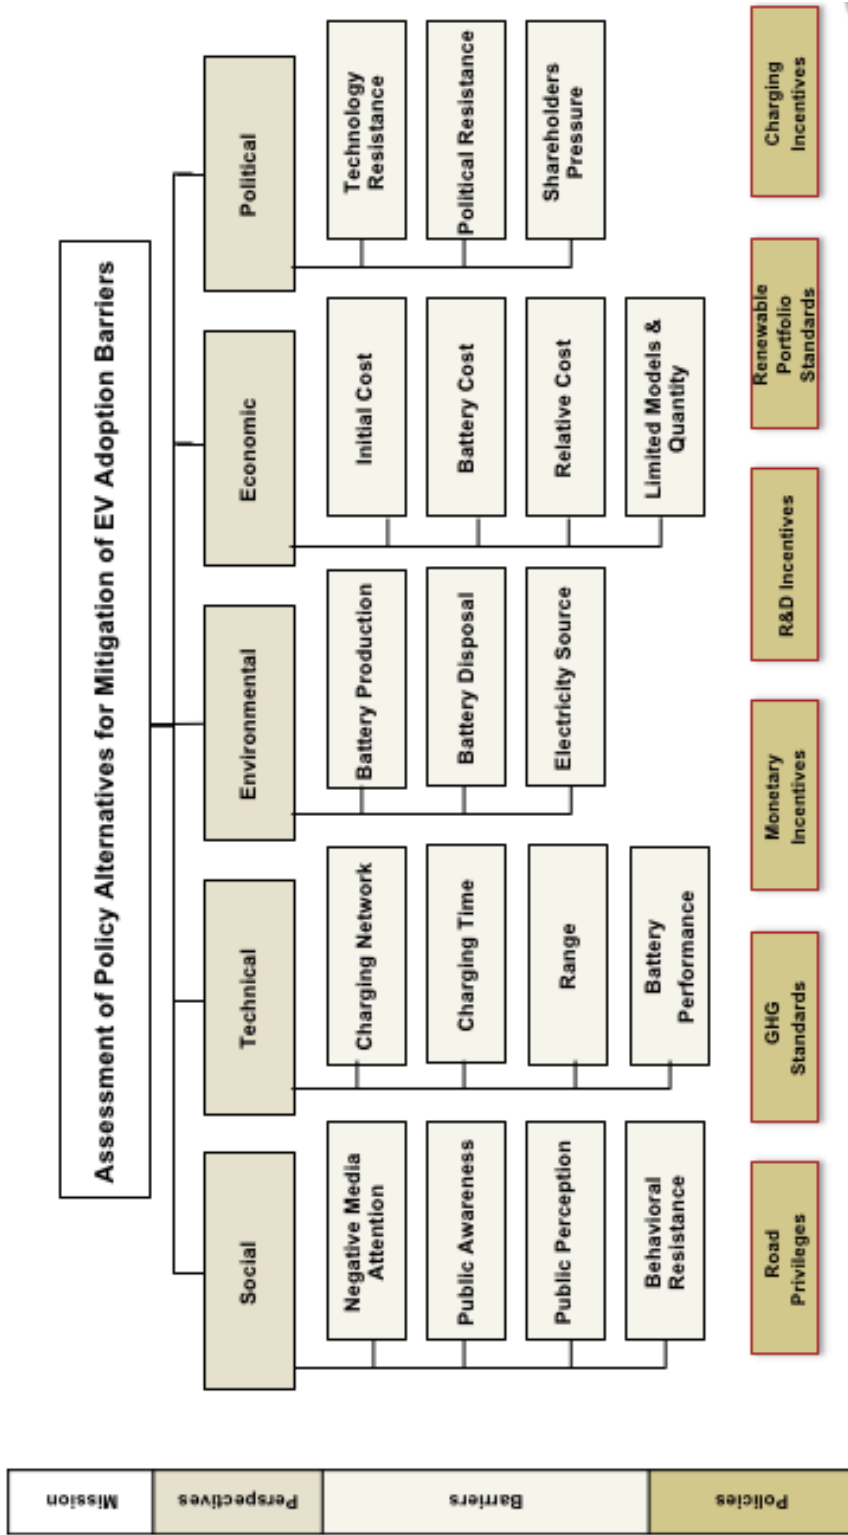 Assessment of Policy Alternatives for Mitigation of EV Adoption Barriers
Social
Technical
Environmental
Economic
Political
Negative Media
Attention
Public Awareness
Public Perception
Behavioral
Resistance
Charging Network
Charging Time
Range
Battery
Performance
Battery Production
Battery Disposal
Electricity Source
Initial Cost
Battery Cost
Relative Cost
Limited Models &
Quantity
Technology
Resistance
Political Resistance
Shareholders
Pressure
Road
Privileges
GHG
Standards
Monetary
Incentives
R&D Incentives
Renewable
Portfolio
Standards
Charging
Incentives
Mission
Perspectives
Barriers
Policies